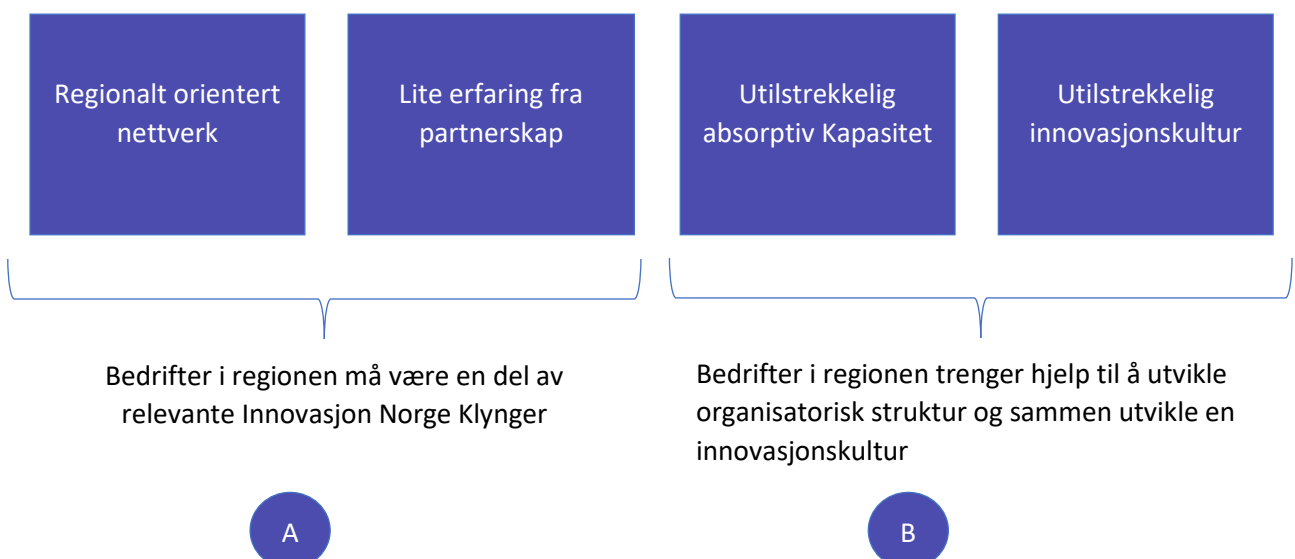 Regionalt orientert
nettverk
Lite erfaring fra
partnerskap
Utilstrekkelig
absorptiv Kapasitet
Utilstrekkelig
innovasjonskultur
Bedrifter i regionen må være en del av
relevante Innovasjon Norge Klynger
Bedrifter i regionen trenger hjelp til å utvikle
organisatorisk struktur og sammen utvikle en
innovasjonskultur
A
B